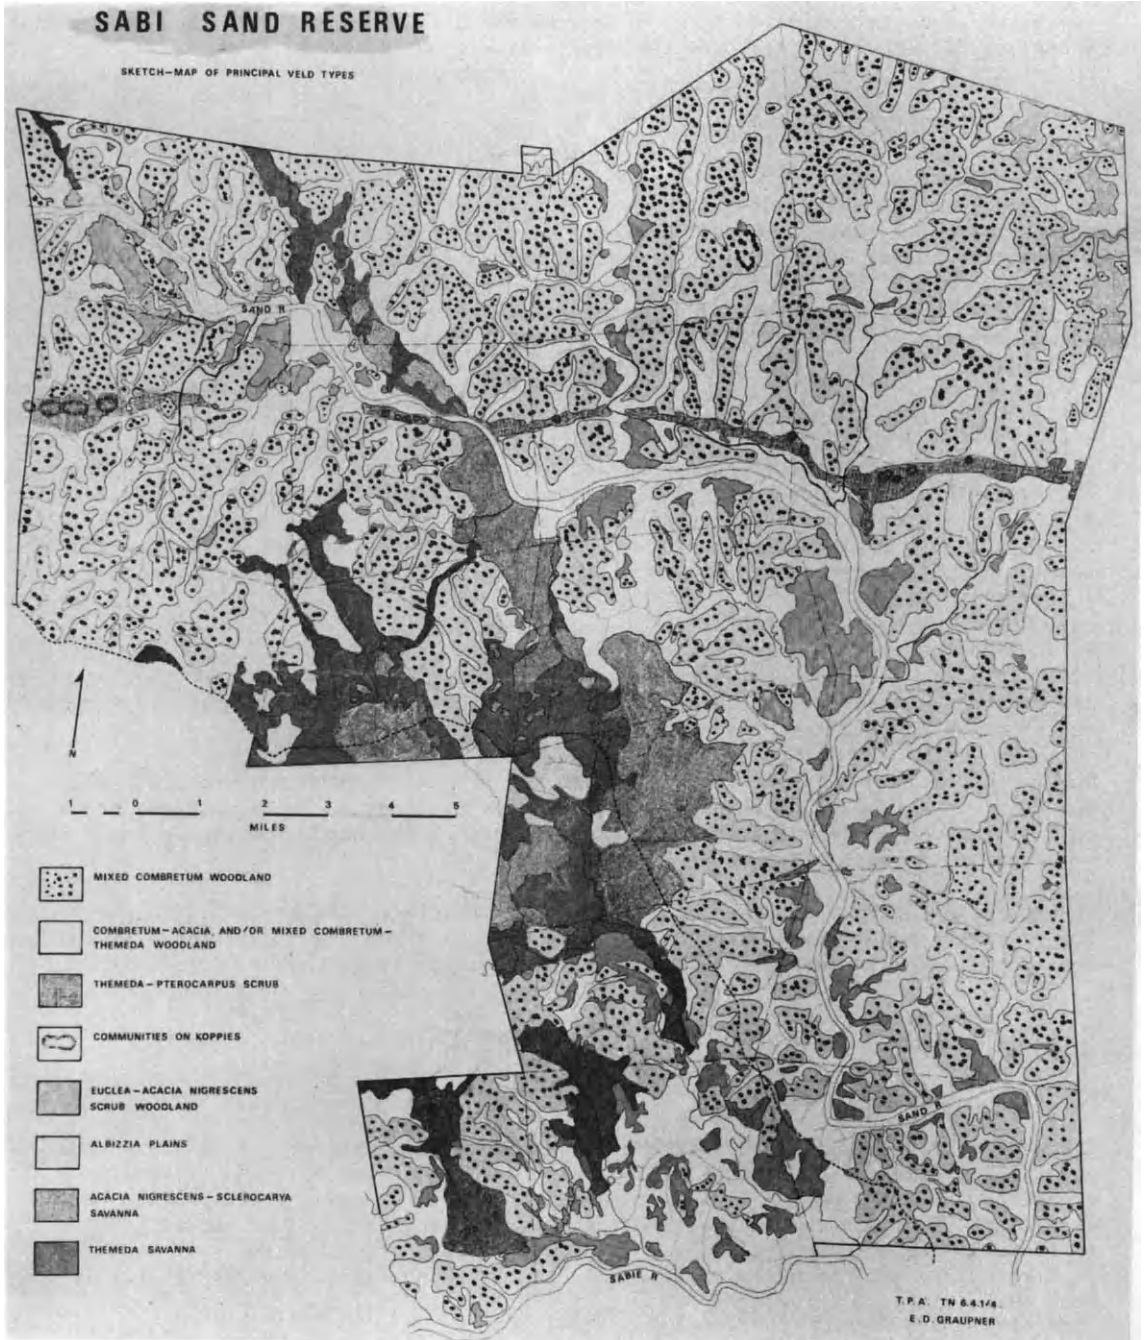 SABI SAND RESERVE
SKETCH-MAP OF PRINCIPAL VELD TYPES
SAND R
N
1 0 1 2 3 4 5
MILES
MIXED COMBRETUM WOODLAND
COMBRETUM-ACACIA, AND/OR MIXED COMBRETUM-
THEMEDA WOODLAND
THEMEDA-PTEROCARPUS SCRUB
COMMUNITIES ON KOPPIES
EUCLEA-ACACIA NIGRESCENS
SCRUB WOODLAND
ALBIZZIA PLAINS
ACACIA NIGRESCENS-SCLEROCARYA
SAVANNA
THEMEDA SAVANNA
SAND R
SABIE R
T.P.A. TN 6.4.1/4
E.D. GRAUPNER